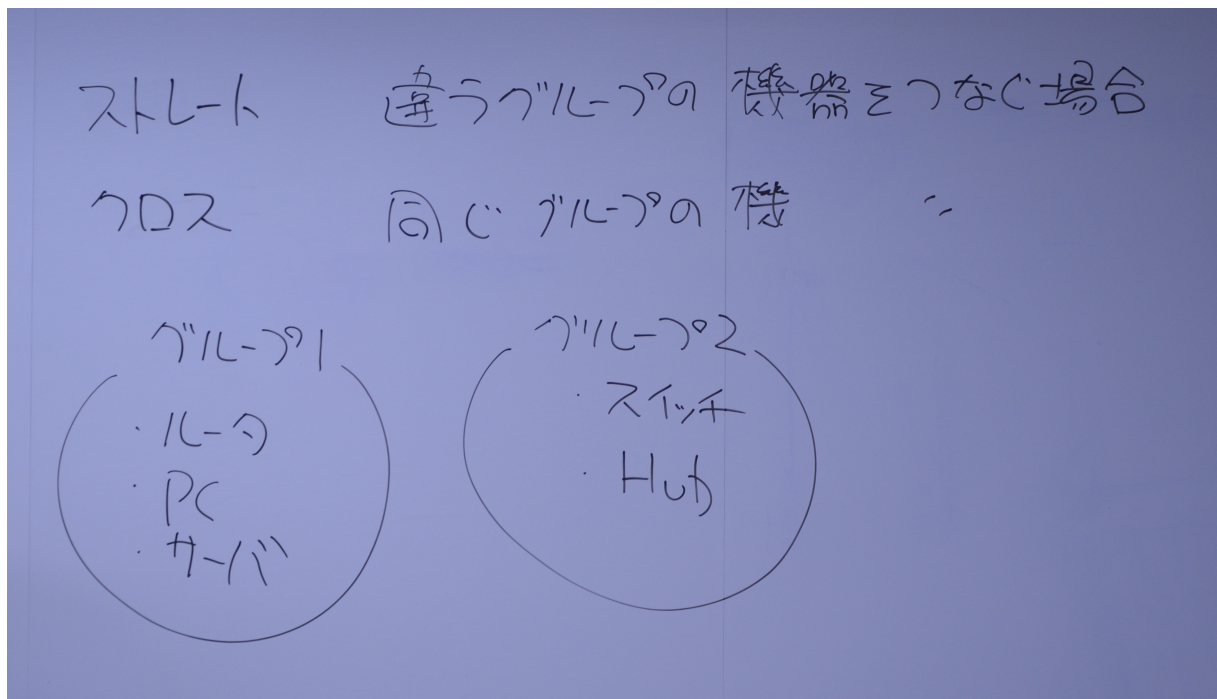 ストレート 違うグループの機器をつなぐ場合
クロス 同じグループの機 〃
グループ1
・ルータ
・PC
・サーバ
グループ2
・スイッチ
・Hub